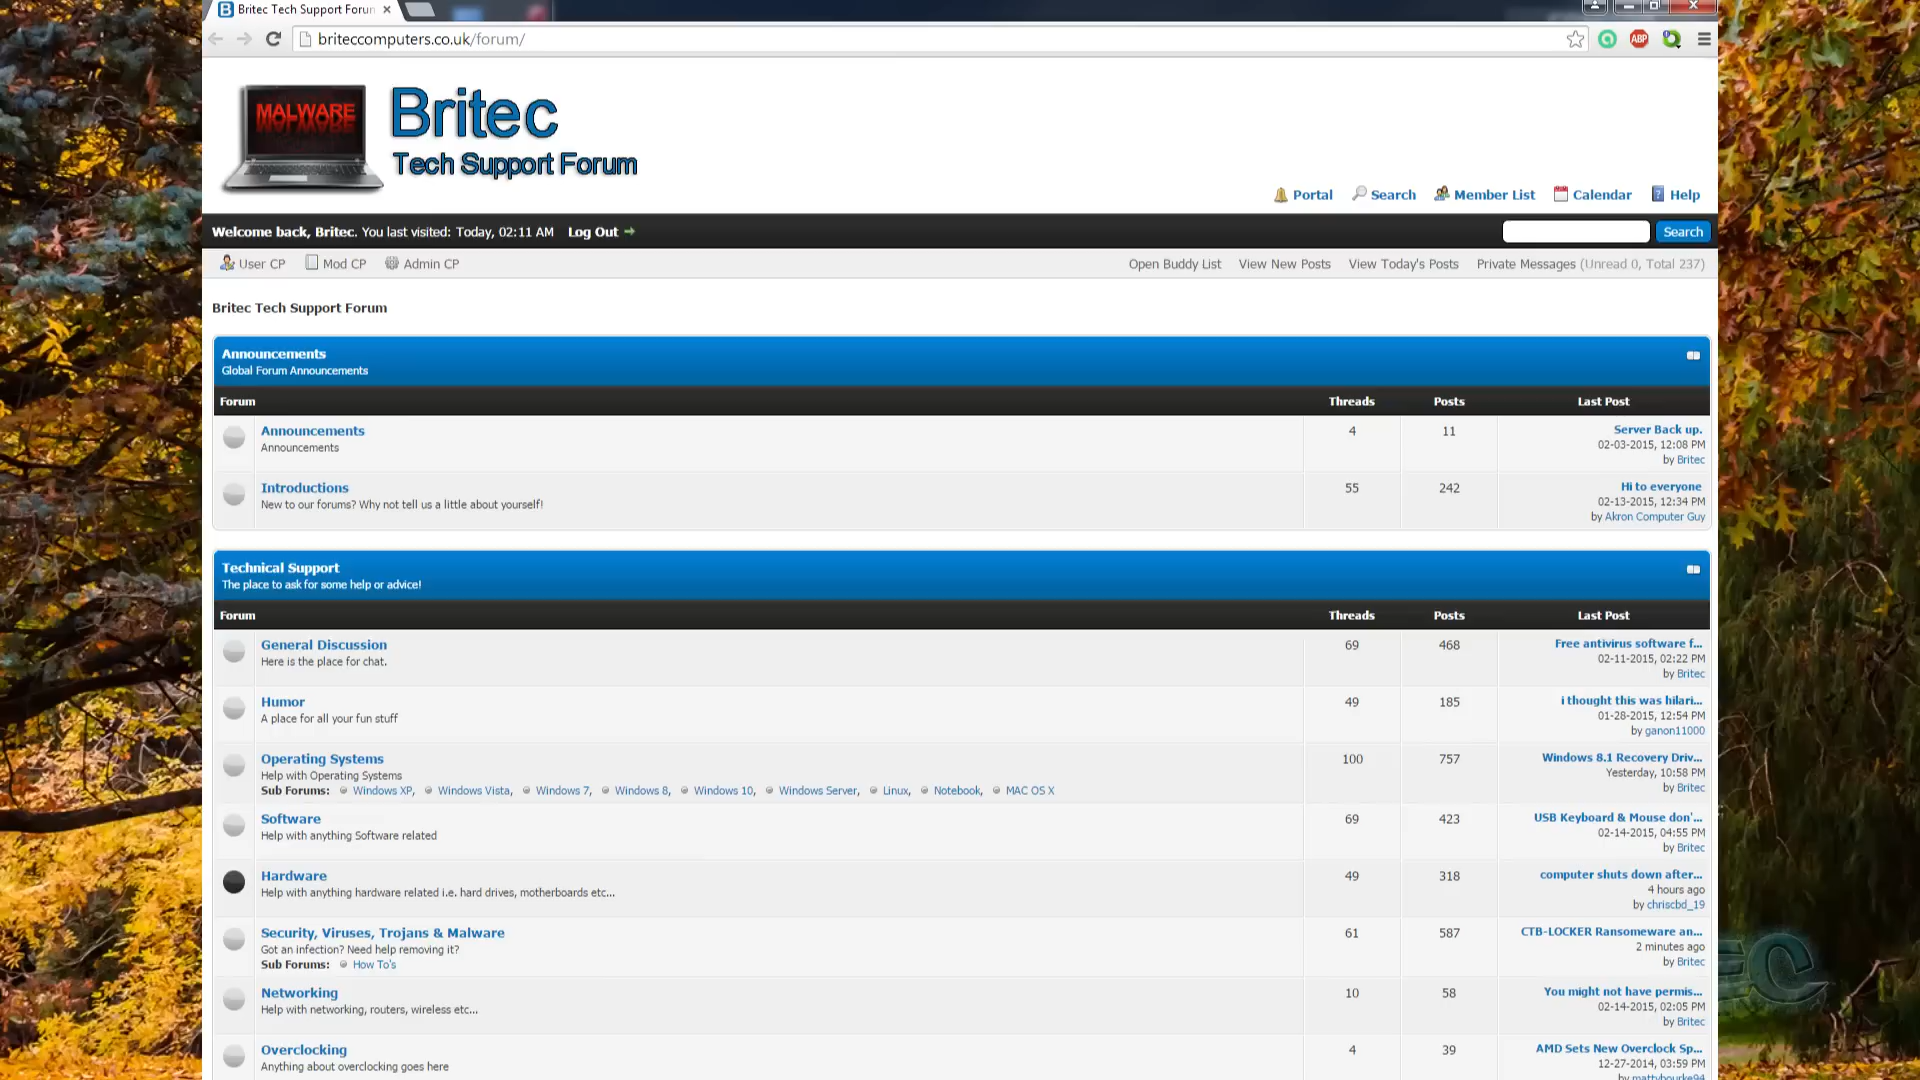 Britec Tech Support Forum
briteccomputers.co.uk/forum/
ABP
MALWARE
Britec
Tech Support Forum
Portal Search Member List Calendar Help
Welcome back, Britec. You last visited: Today, 02:11 AM Log Out
Search
User CP Mod CP Admin CP
Open Buddy List View New Posts View Today's Posts Private Messages (Unread 0, Total 237)
Britec Tech Support Forum
Announcements
Global Forum Announcements
Forum Threads Posts Last Post
Announcements 4 11 Server Back up.
Announcements 02-03-2015, 12:08 PM
by Britec
Introductions 55 242 Hi to everyone
New to our forums? Why not tell us a little about yourself! 02-13-2015, 12:34 PM
by Akron Computer Guy
Technical Support
The place to ask for some help or advice!
Forum Threads Posts Last Post
General Discussion 69 468 Free antivirus software f...
Here is the place for chat. 02-11-2015, 02:22 PM
by Britec
Humor 49 185 i thought this was hilari...
A place for all your fun stuff 01-28-2015, 12:54 PM
by ganon11000
Operating Systems 100 757 Windows 8.1 Recovery Driv...
Help with Operating Systems Yesterday, 10:58 PM
Sub Forums: Windows XP, Windows Vista, Windows 7, Windows 8, Windows 10, Windows Server, Linux, Notebook, MAC OS X by Britec
Software 69 423 USB Keyboard & Mouse don'...
Help with anything Software related 02-14-2015, 04:55 PM
by Britec
Hardware 49 318 computer shuts down after...
Help with anything hardware related i.e. hard drives, motherboards etc... 4 hours ago
by chriscbd_19
Security, Viruses, Trojans & Malware 61 587 CTB-LOCKER Ransomeware an...
Got an infection? Need help removing it? 2 minutes ago
Sub Forums: How To's by Britec
Networking 10 58 You might not have permis...
Help with networking, routers, wireless etc... 02-14-2015, 02:05 PM
by Britec
Overclocking 4 39 AMD Sets New Overclock Sp...
Anything about overclocking goes here 12-27-2014, 03:59 PM
by mattybourke94